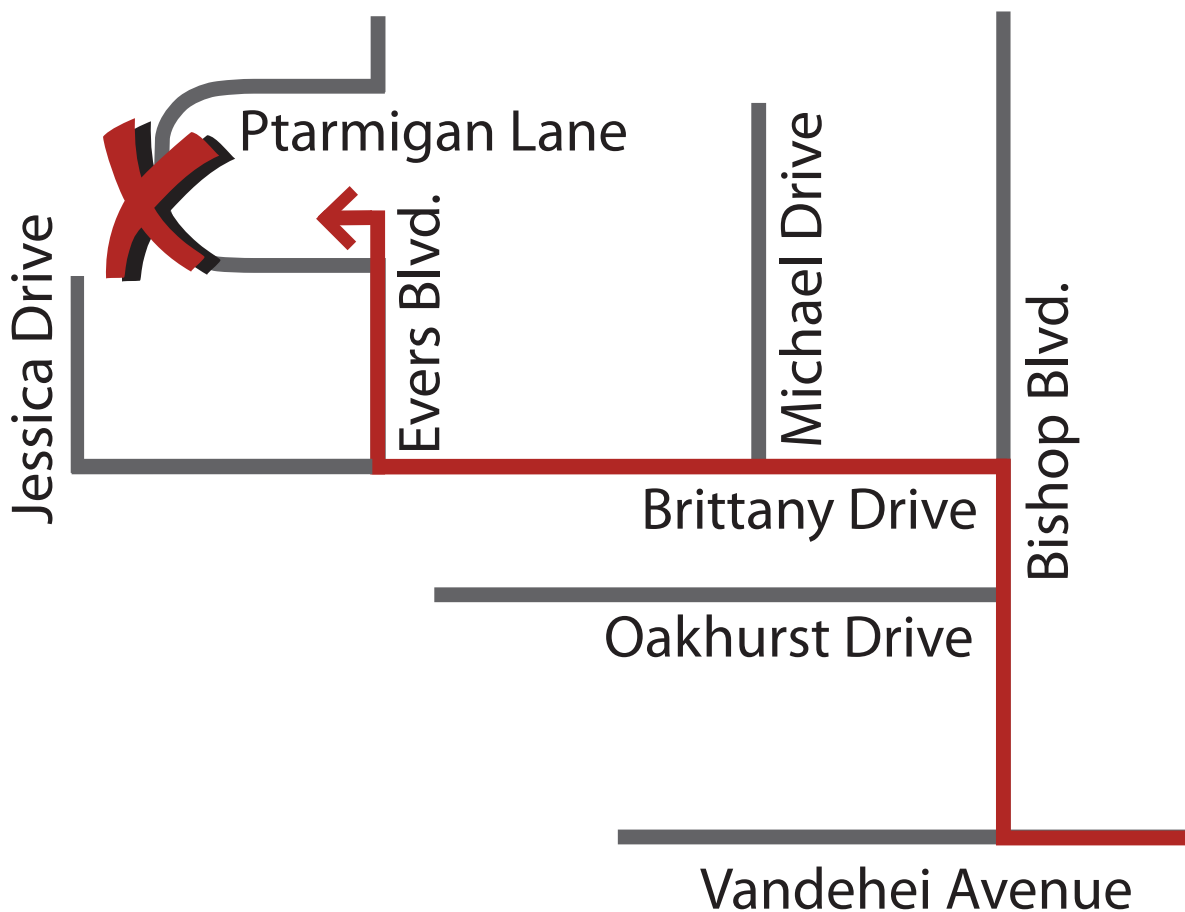 Ptarmigan Lane
Jessica Drive
Evers Blvd.
Michael Drive
Bishop Blvd.
Brittany Drive
Oakhurst Drive
Vandehei Avenue